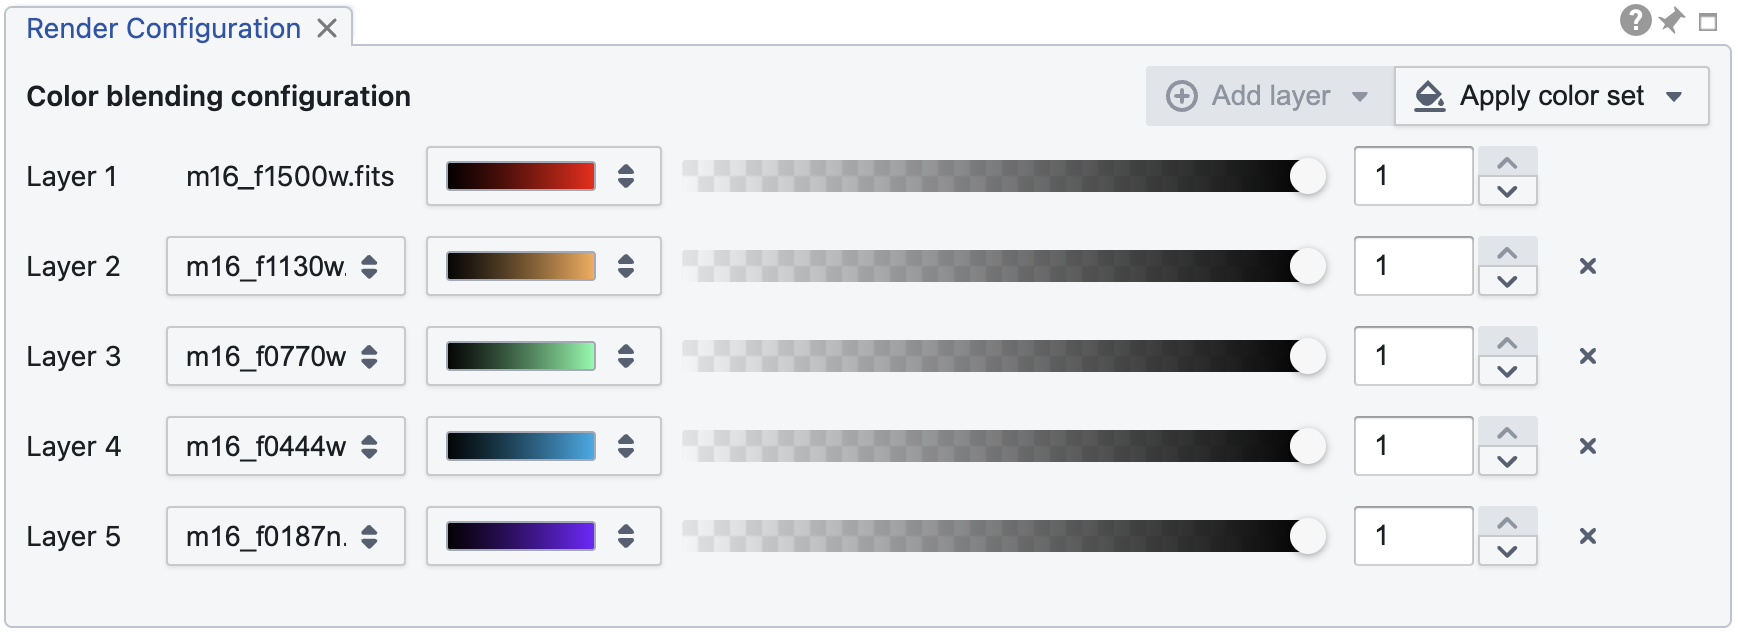 Render Configuration
Color blending configuration
Add layer
Apply color set
Layer 1 m16_f1500w.fits 1
Layer 2 m16_f1130w. 1
Layer 3 m16_f0770w 1
Layer 4 m16_f0444w 1
Layer 5 m16_f0187n. 1